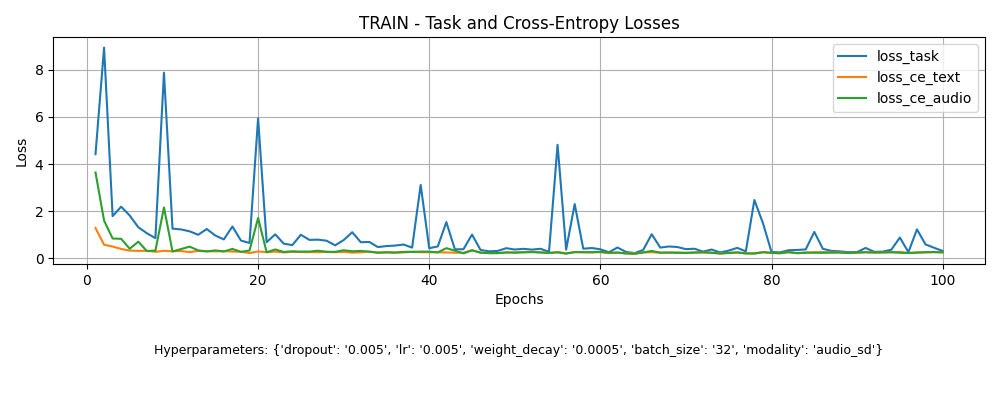 TRAIN - Task and Cross-Entropy Losses
loss_task
loss_ce_text
loss_ce_audio
Loss
8
6
4
2
0
0 20 40 60 80 100
Epochs
Hyperparameters: {'dropout': '0.005', 'lr': '0.005', 'weight_decay': '0.0005', 'batch_size': '32', 'modality': 'audio_sd'}